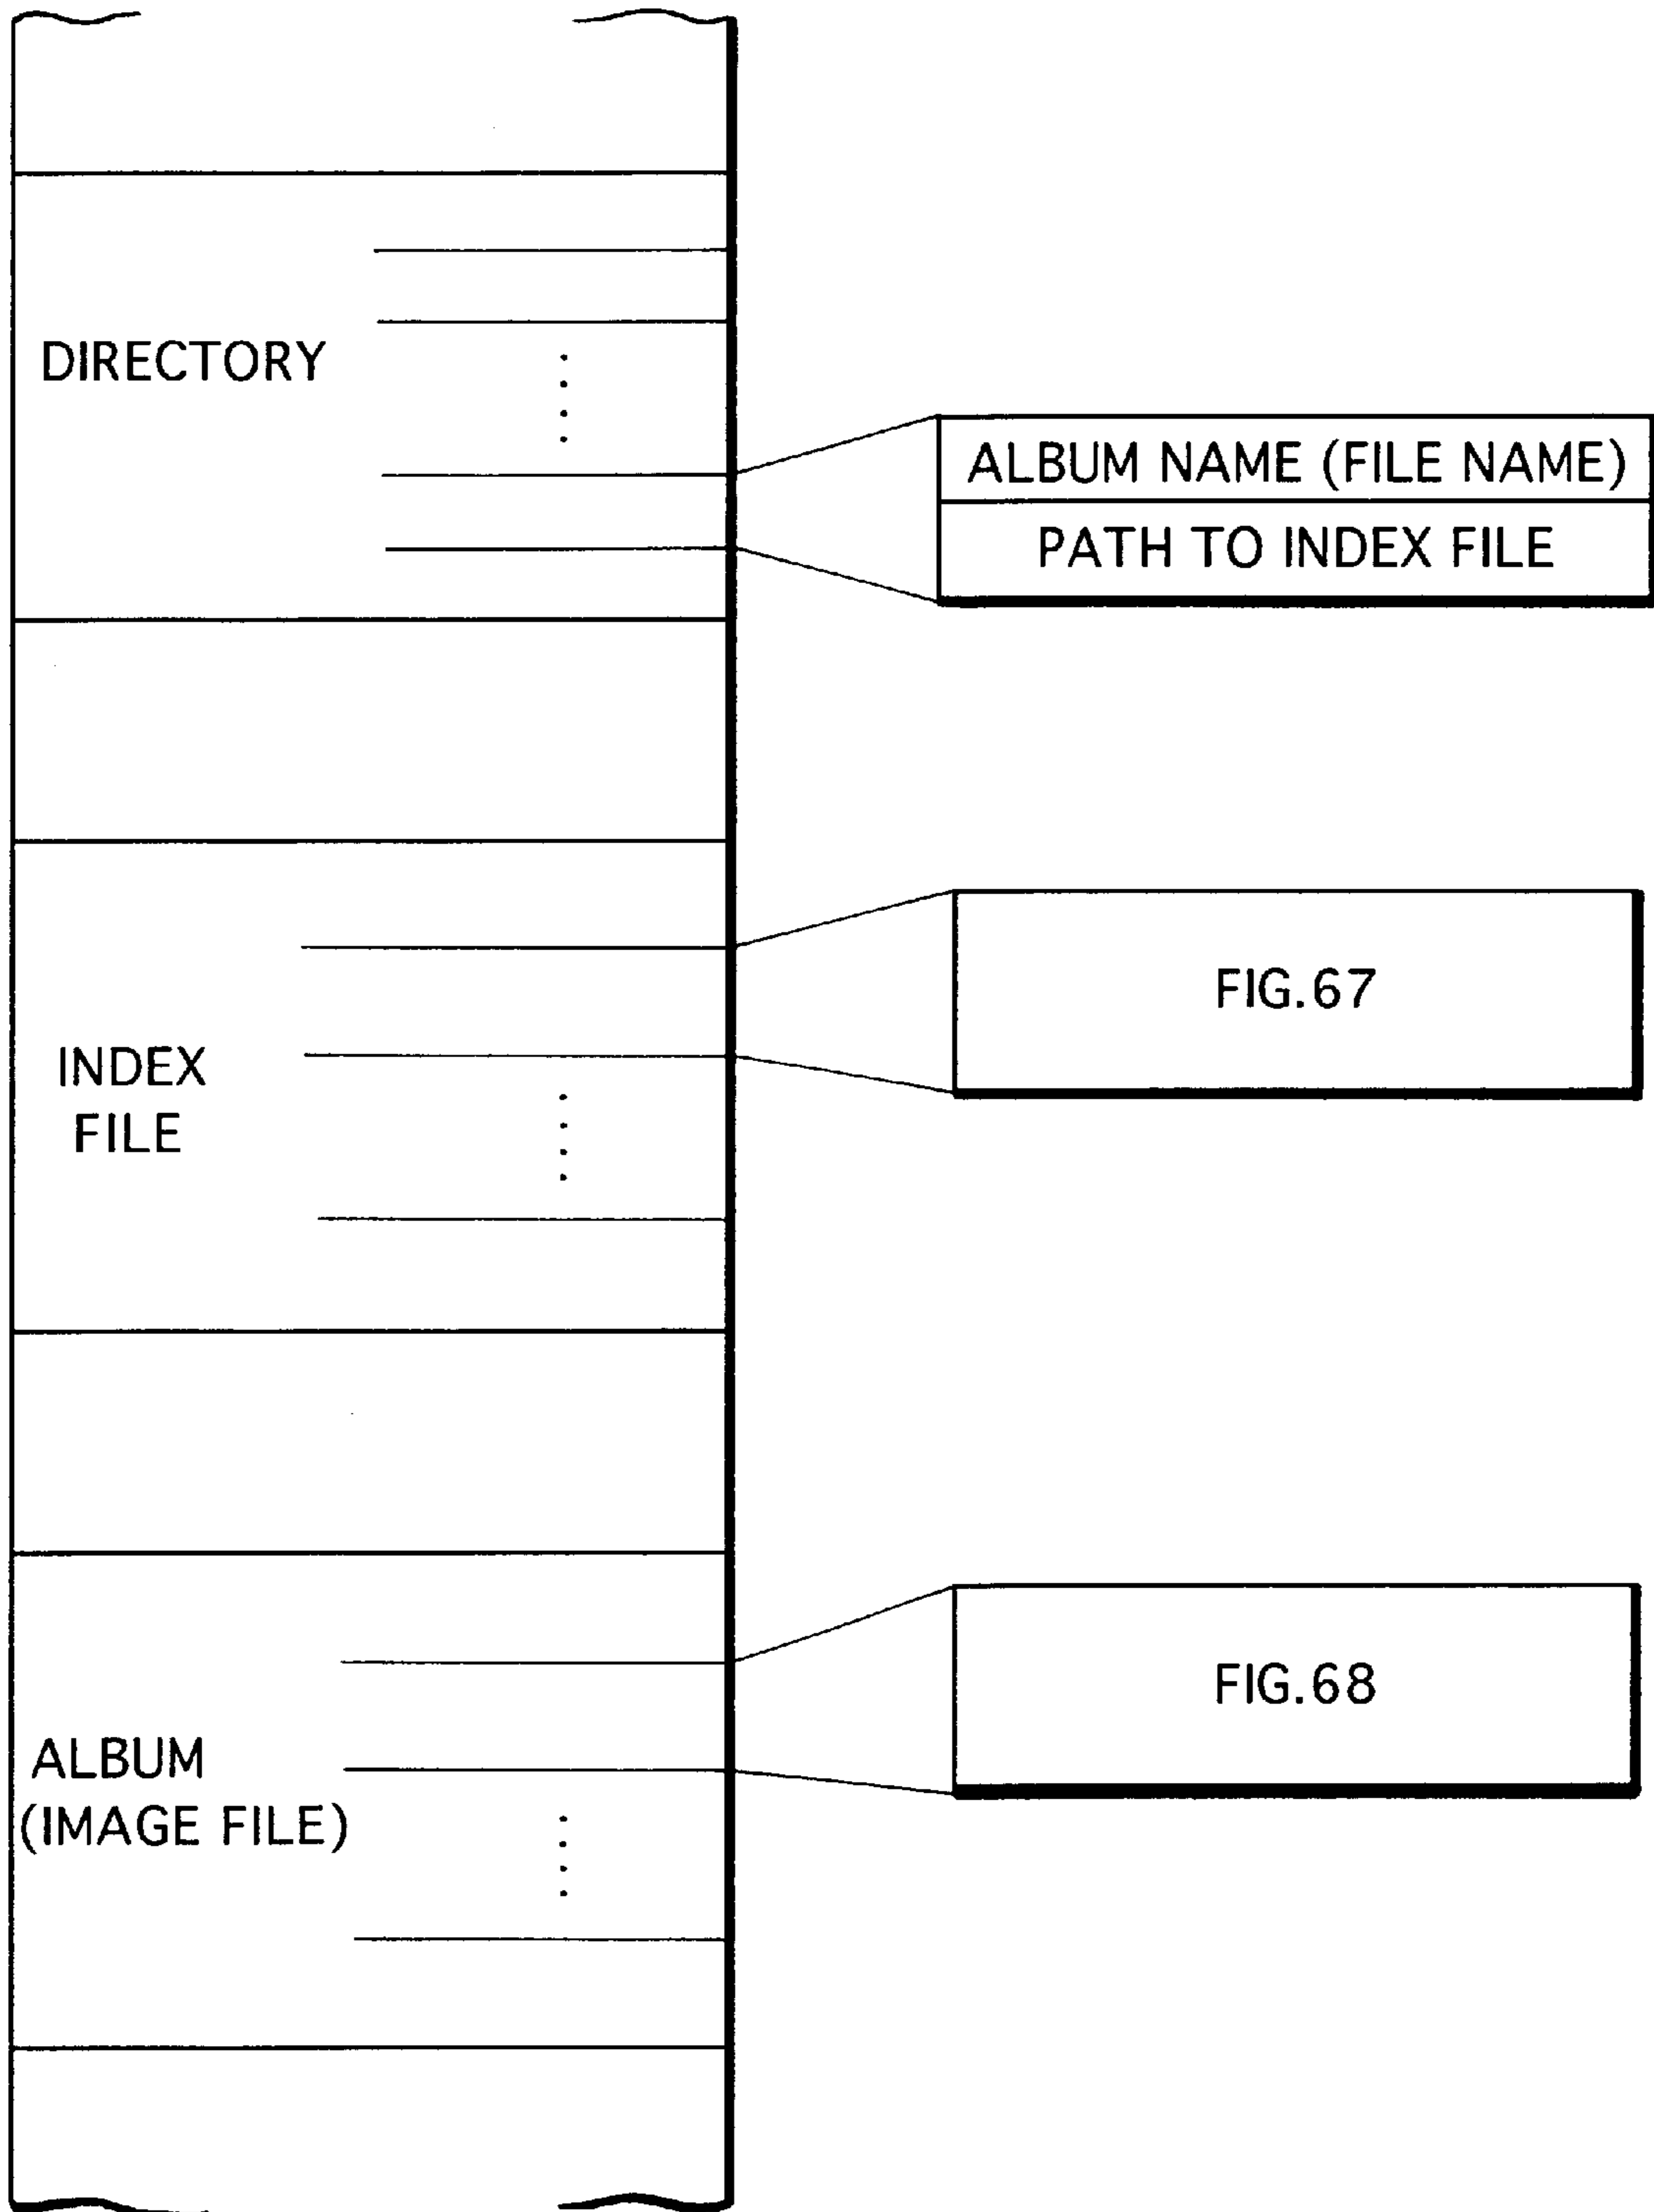 DIRECTORY
ALBUM NAME (FILE NAME)
PATH TO INDEX FILE
INDEX
FILE
FIG.67
ALBUM
(IMAGE FILE)
FIG.68